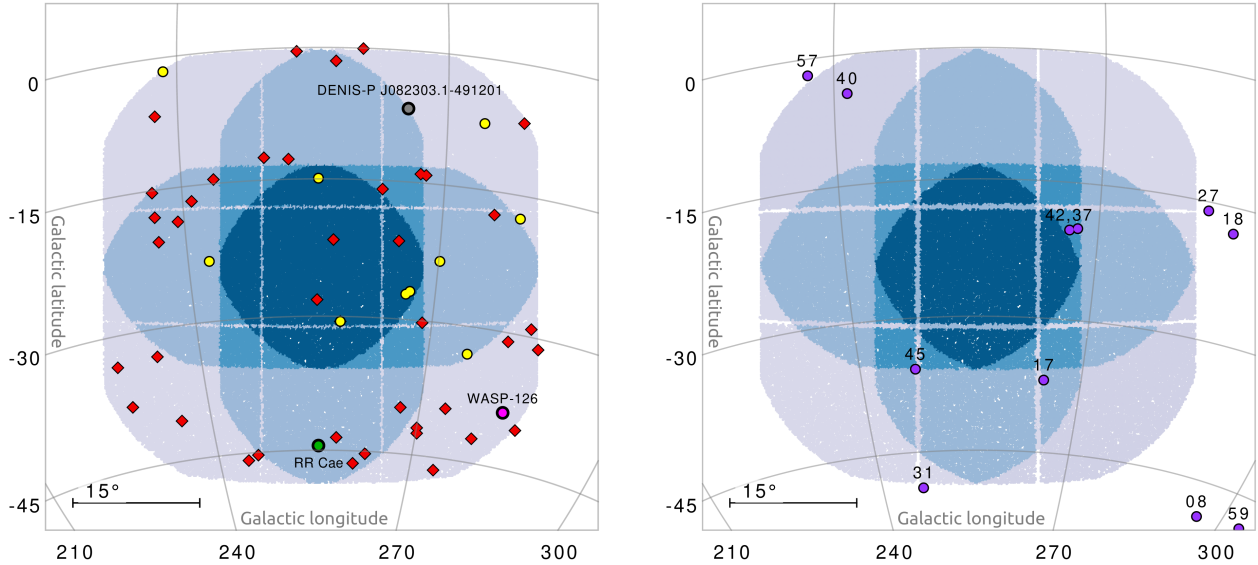 0
-15
-30
-45
Galactic latitude
DENIS-P J082303.1-491201
WASP-126
RR Cae
15°
Galactic longitude
210 240 270 300
57
40
27
18
42,37
45
17
31
08
59
0
-15
-30
-45
Galactic latitude
15°
Galactic longitude
210 240 270 300